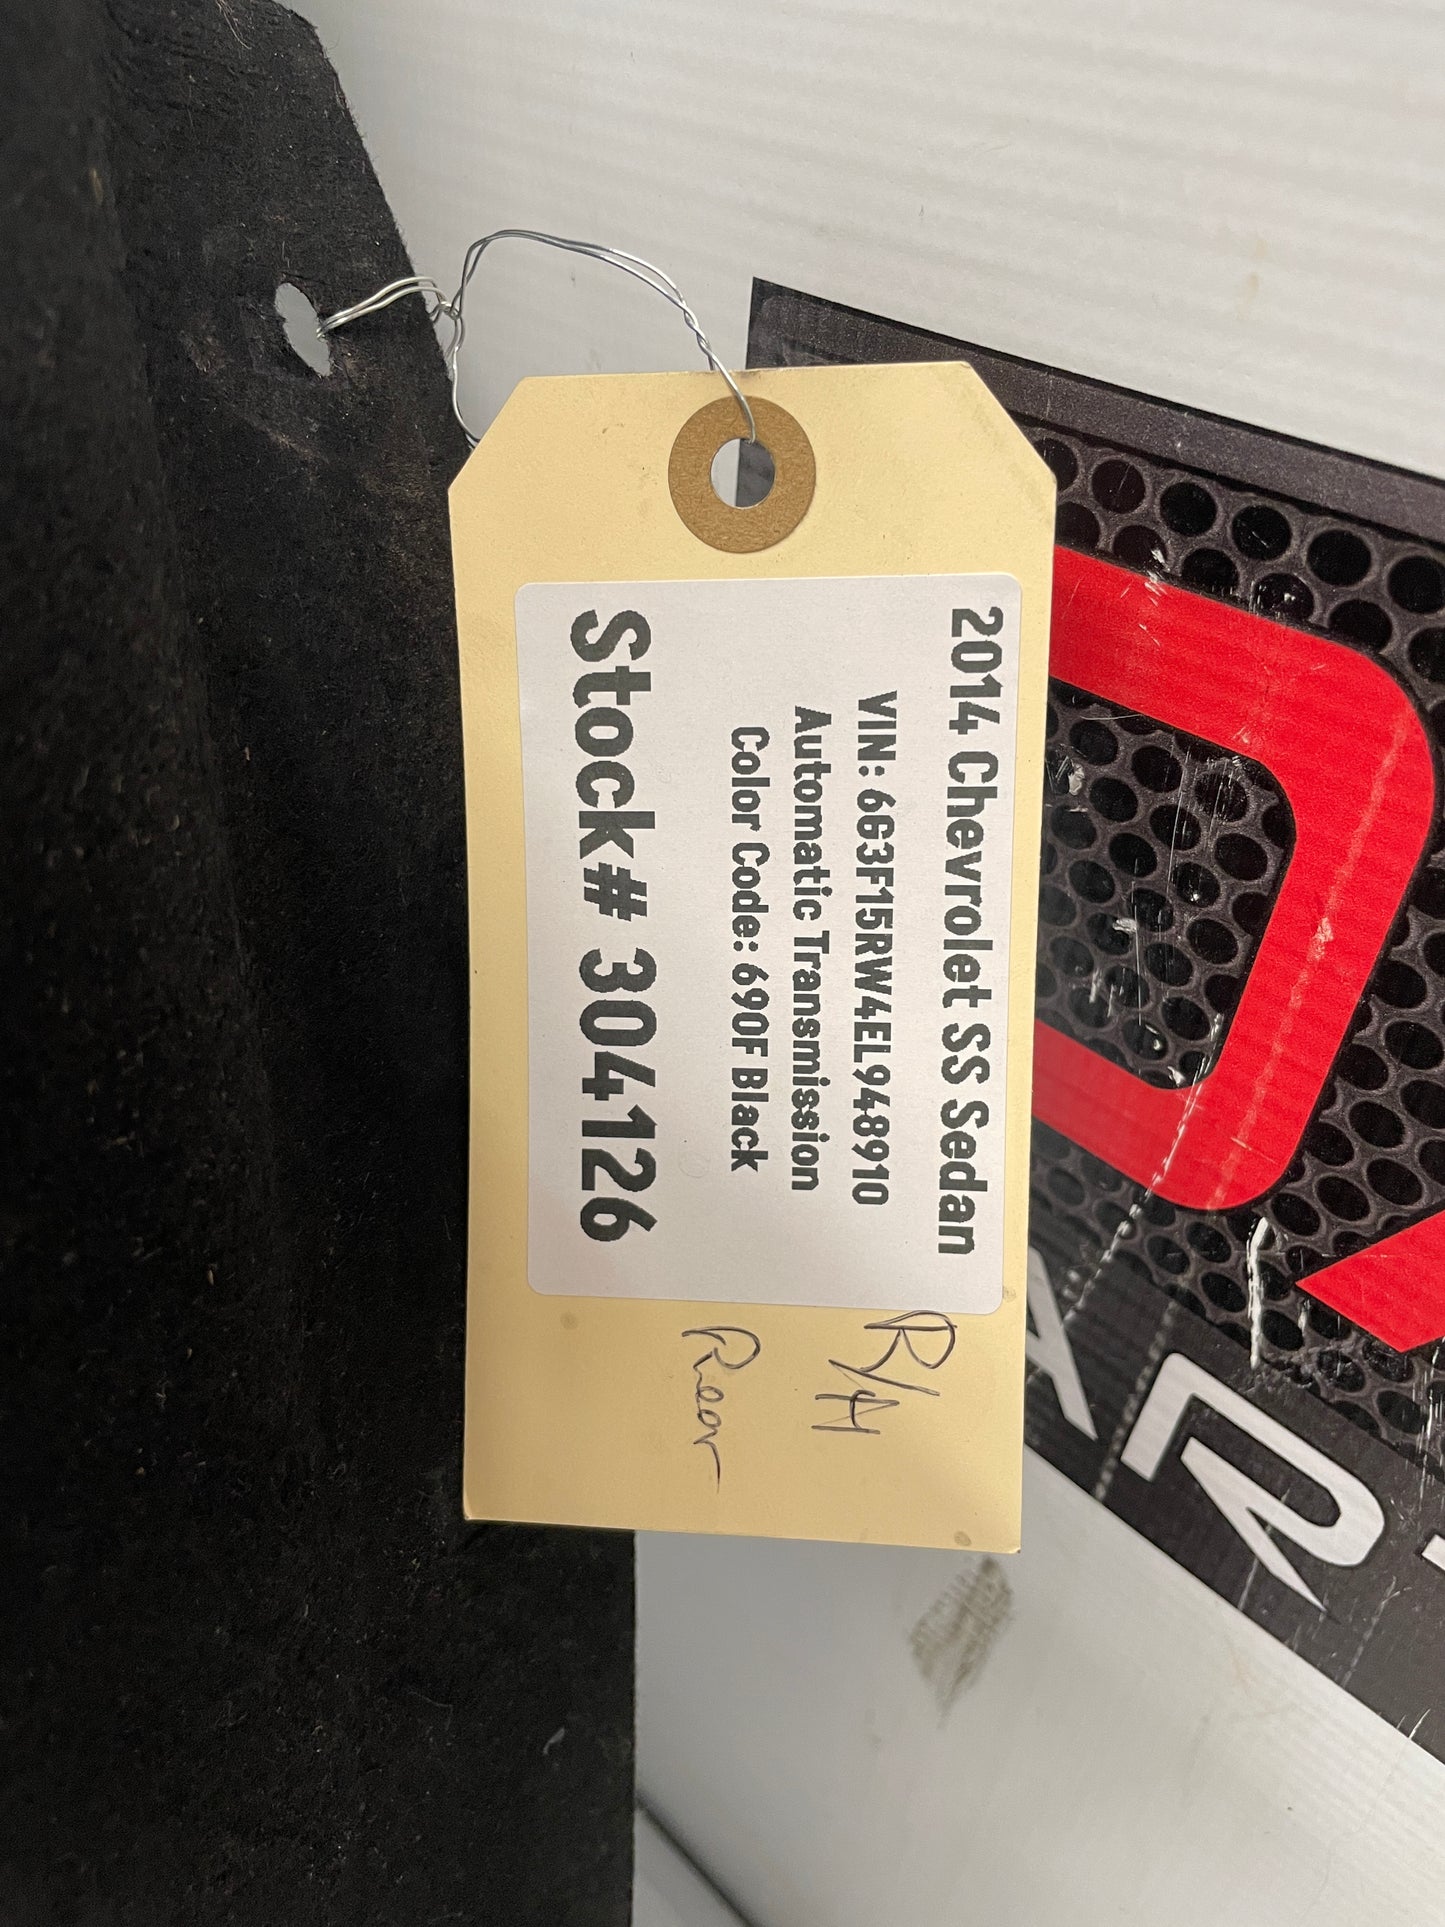 2014 Chevrolet SS Sedan
VIN: 6G3F15RW4EL948910
Automatic Transmission
Color Code: 690F Black
Stock# 304126
R/H
Rear